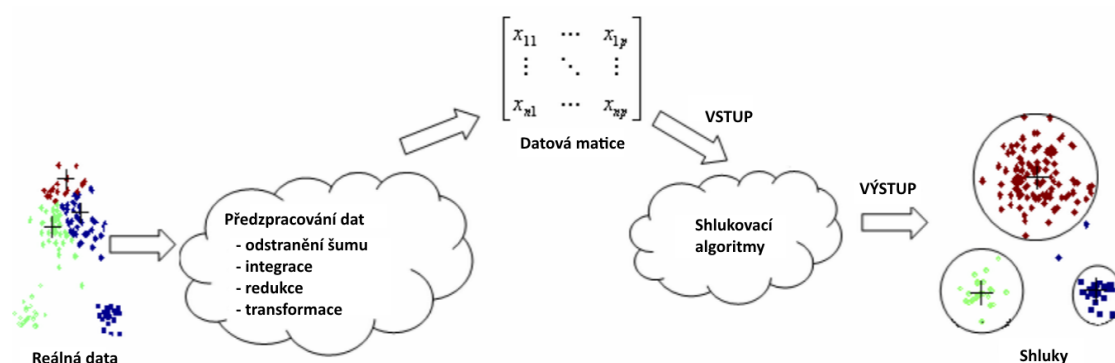 Reálná data
Předzpracování dat
- odstranění šumu
- integrace
- redukce
- transformace
x11 ⋯ x1p
⋮ ⋱ ⋮
xn1 ⋯ xnp
Datová matice
VSTUP
Shlukovací
algoritmy
VÝSTUP
Shluky